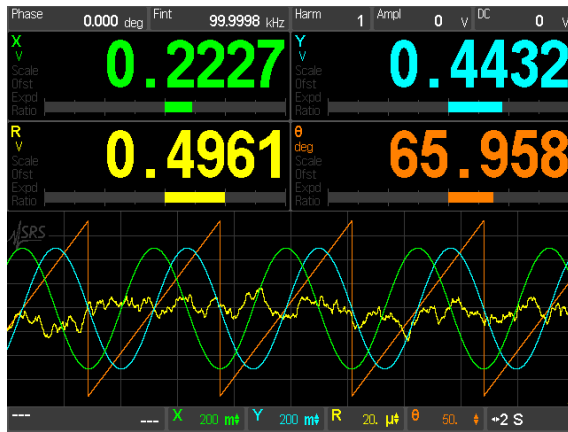 Phase 0.000 deg Fint 99.9998 kHz Harm 1 Ampl 0 V DC 0 V
X V Scale Ofst Expd Ratio 0.2227
Y V Scale Ofst Expd Ratio 0.4432
R V Scale Ofst Expd Ratio 0.4961
θ deg Scale Ofst Expd Ratio 65.958
SRS
--- --- X 200 m Y 200 m R 20. μ θ 50. 2 S